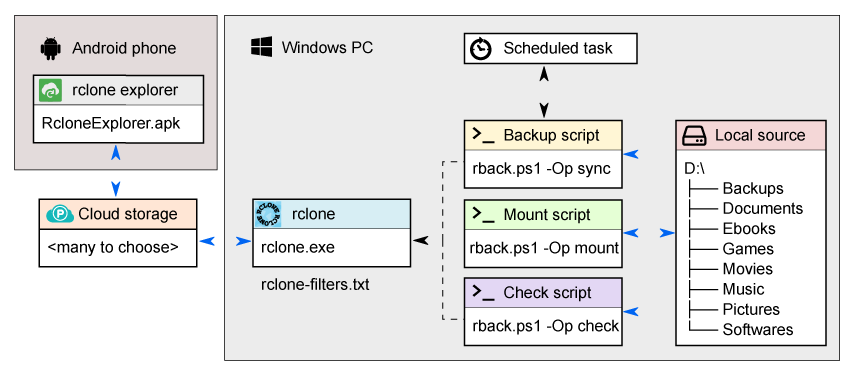 Android phone
rclone explorer
RcloneExplorer.apk
Cloud storage
<many to choose>
Windows PC
Scheduled task
RCLONE RCLONE
rclone
rclone.exe
rclone-filters.txt
>_ Backup script
rback.ps1 -Op sync
>_ Mount script
rback.ps1 -Op mount
>_ Check script
rback.ps1 -Op check
Local source
D:\
Backups
Documents
Ebooks
Games
Movies
Music
Pictures
Softwares